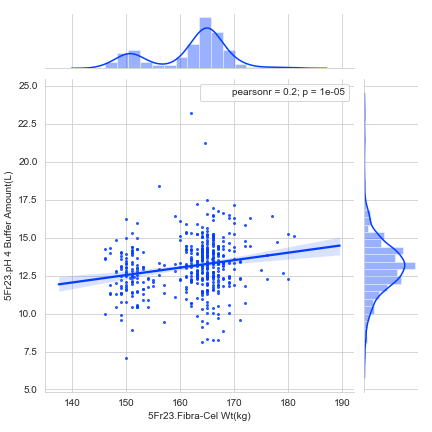 pearsonr = 0.2; p = 1e-05
25.0
22.5
20.0
17.5
15.0
12.5
10.0
7.5
5.0
5Fr23.pH 4 Buffer Amount(L)
140 150 160 170 180 190
5Fr23.Fibra-Cel Wt(kg)